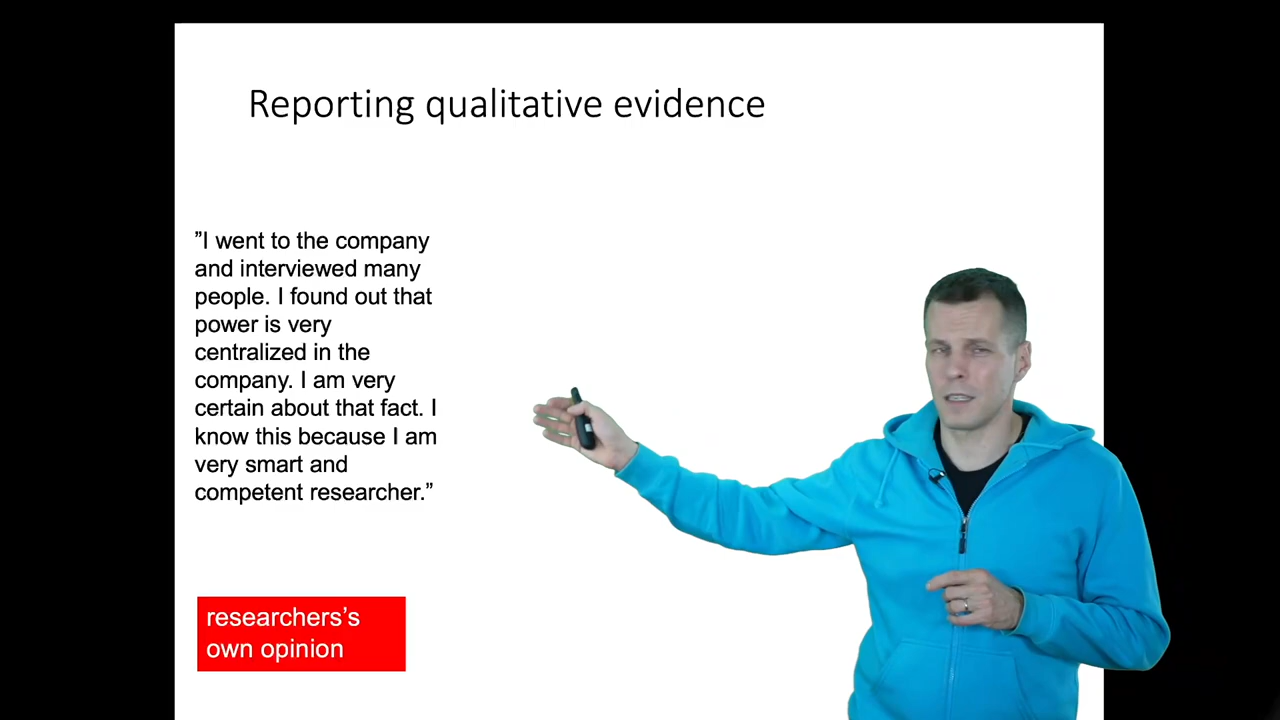 Reporting qualitative evidence
”I went to the company
and interviewed many
people. I found out that
power is very
centralized in the
company. I am very
certain about that fact. I
know this because I am
very smart and
competent researcher.”
researchers’s
own opinion